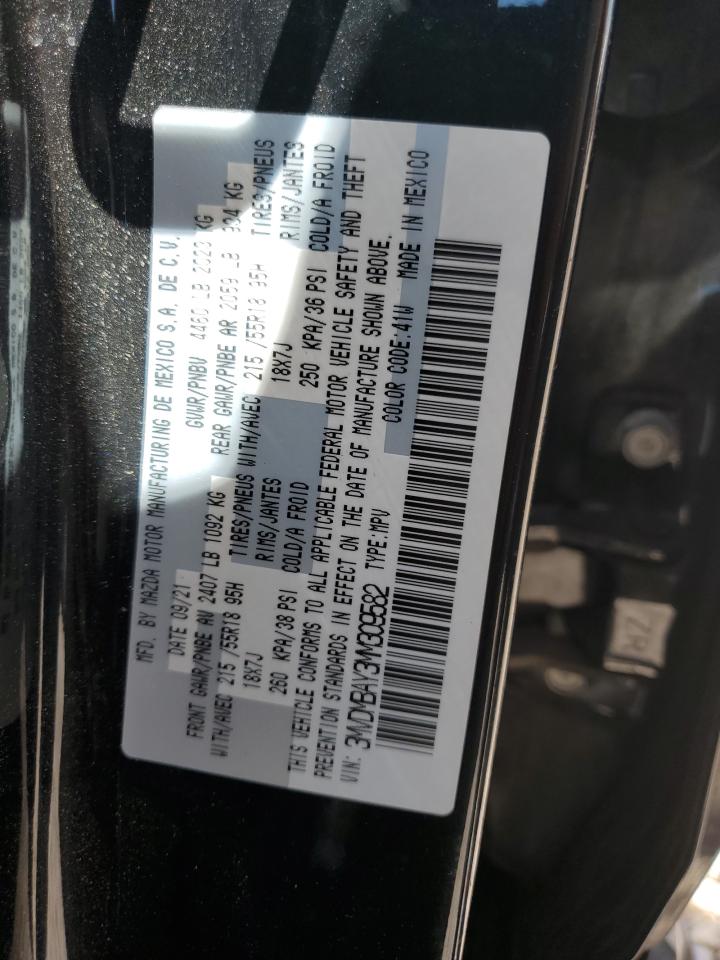 MFD. BY MAZDA MOTOR MANUFACTURING DE MEXICO S.A. DE C.V.
DATE 09/21 GVWR/PNBV 4460 LB 2023 KG
FRONT GAWR/PNBE AV 2407 LB 1092 KG REAR GAWR/PNBE AR 2059 LB 934 KG
WITH/AVEC 215 /55R18 95H TIRES/PNEUS WITH/AVEC 215 /55R18 95H TIRES/PNEUS
18X7J RIMS/JANTES 18X7J RIMS/JANTES
260 KPA/38 PSI COLD/A FROID 250 KPA/36 PSI COLD/A FROID
THIS VEHICLE CONFORMS TO ALL APPLICABLE FEDERAL MOTOR VEHICLE SAFETY AND THEFT
PREVENTION STANDARDS IN EFFECT ON THE DATE OF MANUFACTURE SHOWN ABOVE.
VIN: 3MVDMBAY3NM309582 TYPE:MPV COLOR CODE:41W MADE IN MEXICO